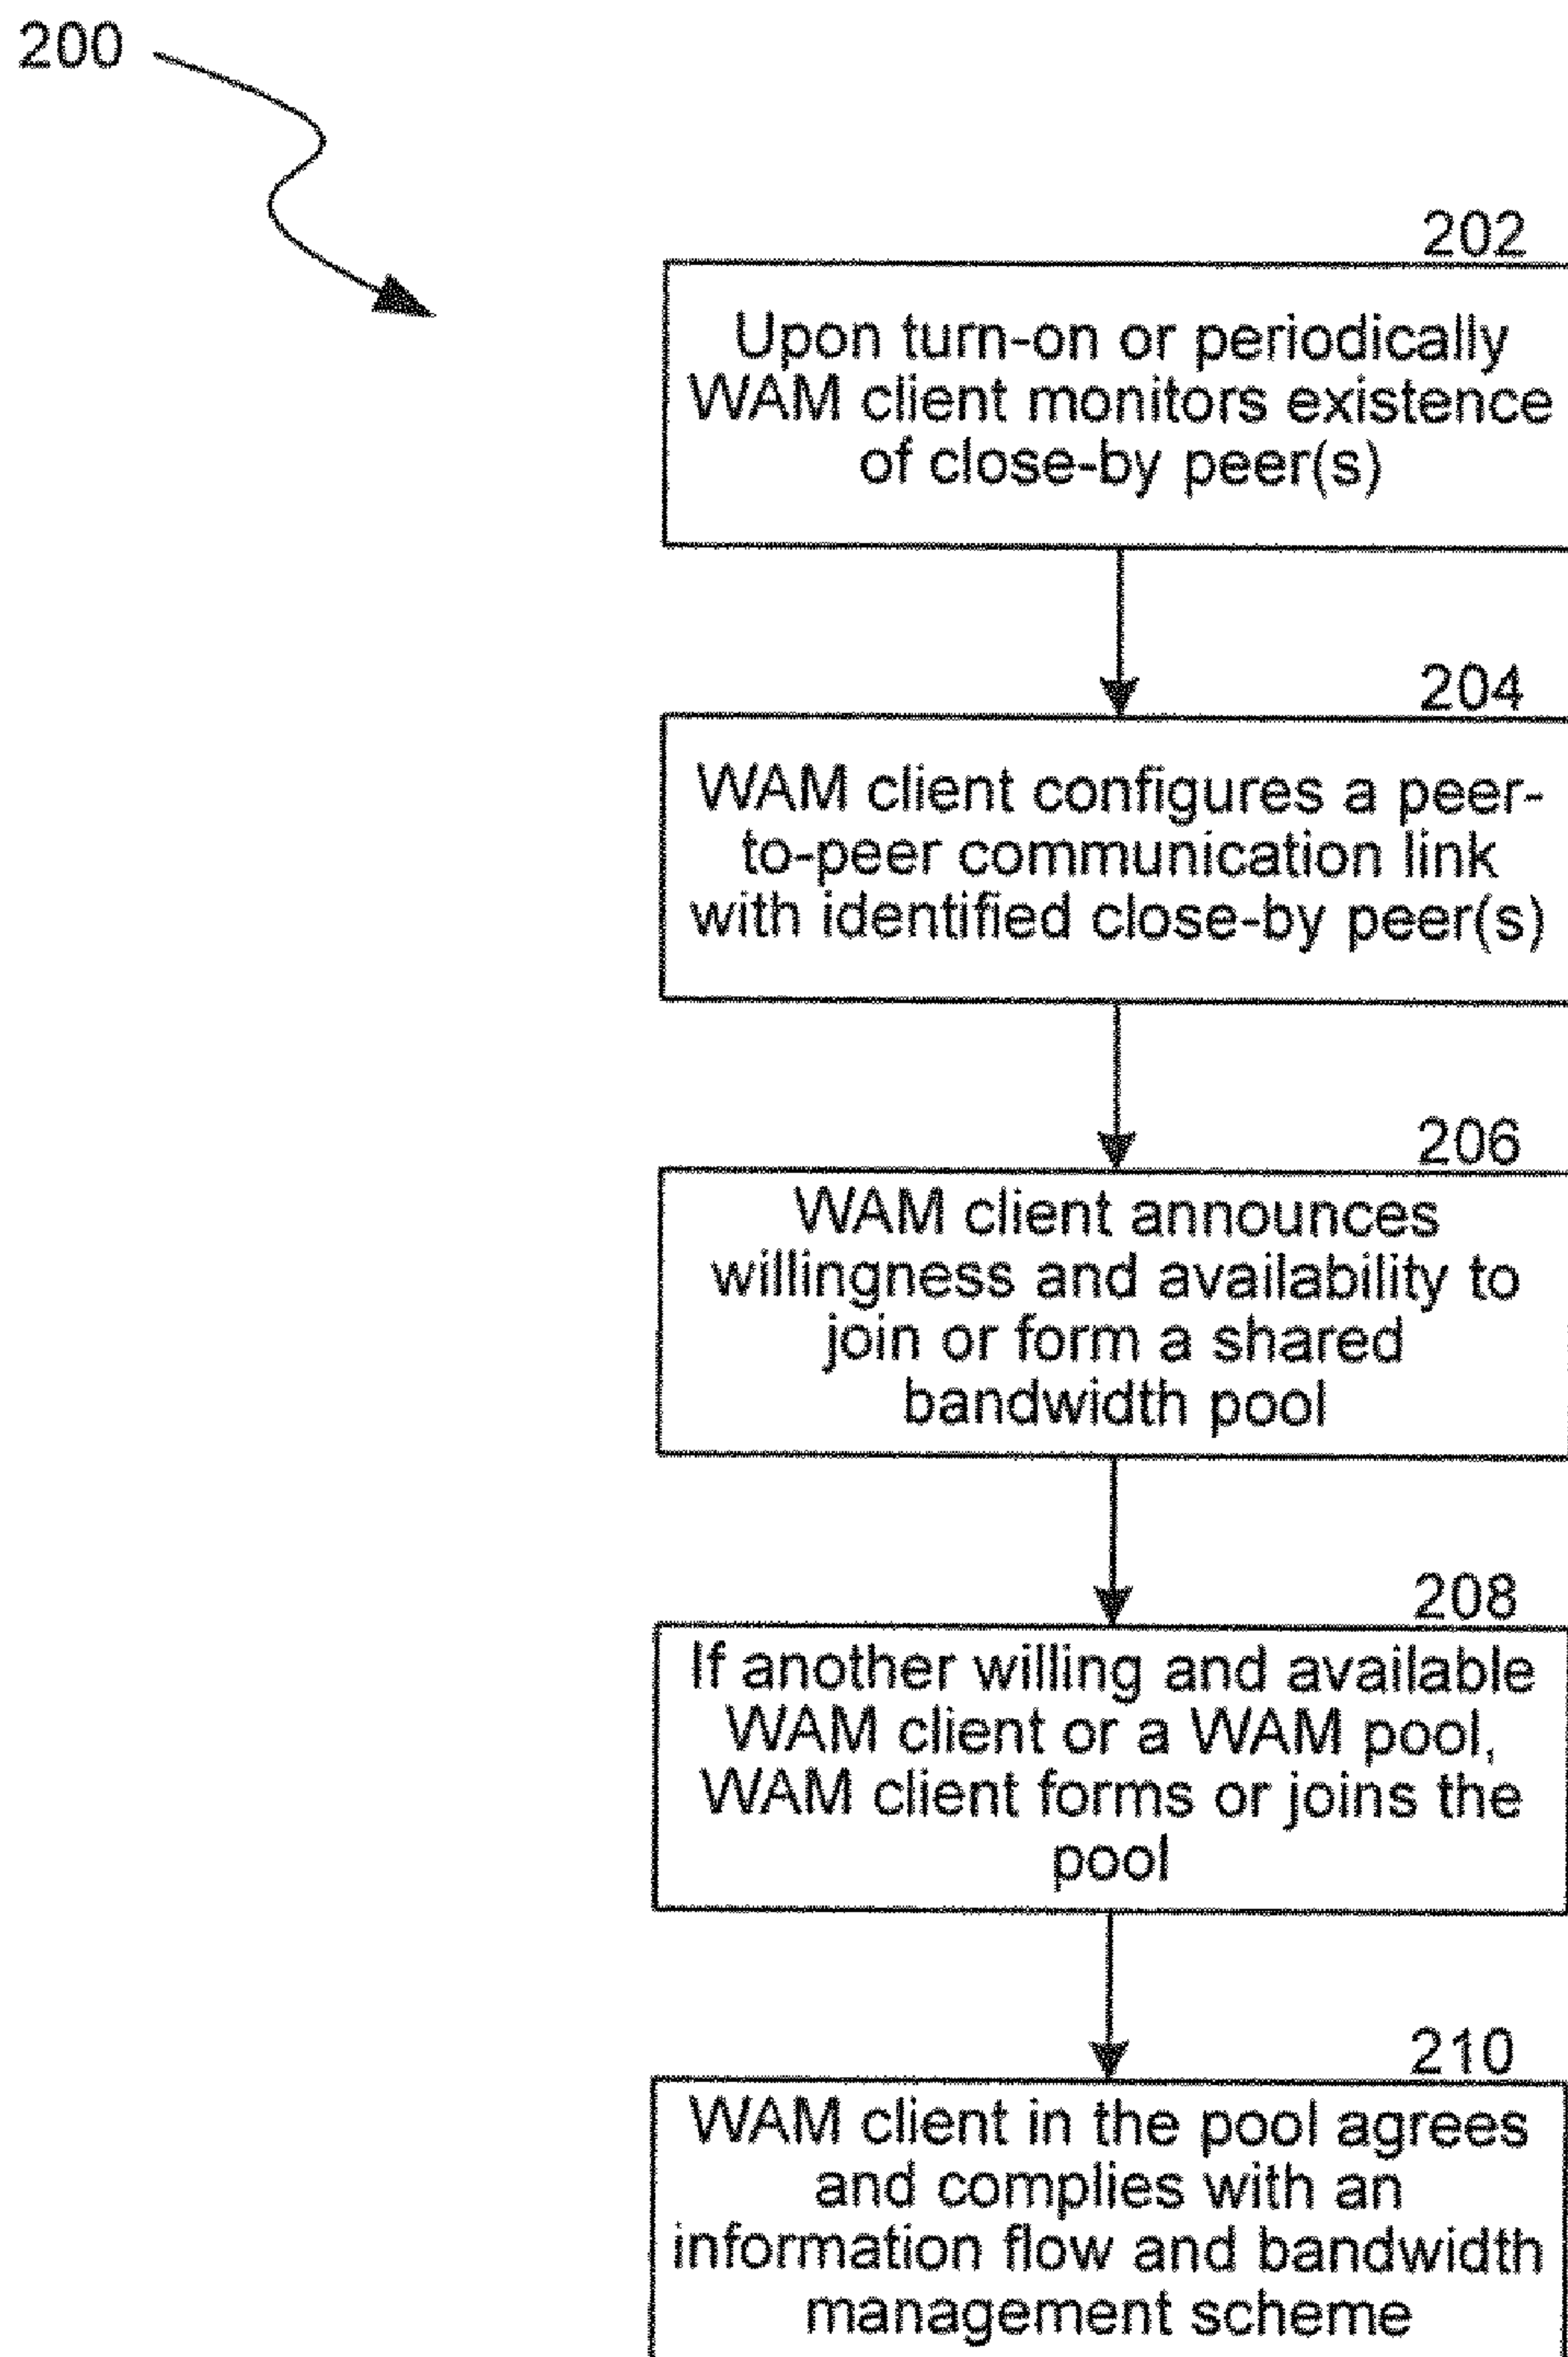 200
202
Upon turn-on or periodically
WAM client monitors existence
of close-by peer(s)
204
WAM client configures a peer-
to-peer communication link
with identified close-by peer(s)
206
WAM client announces
willingness and availability to
join or form a shared
bandwidth pool
208
If another willing and available
WAM client or a WAM pool,
WAM client forms or joins the
pool
210
WAM client in the pool agrees
and complies with an
information flow and bandwidth
management scheme